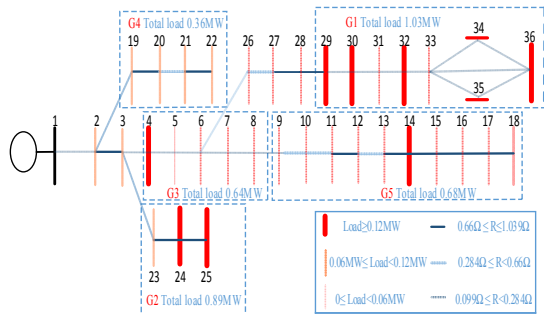 G4 Total load 0.36MW
19 20 21 22
G1 Total load 1.03MW
26 27 28 29 30 31 32 33
34
35
36
1 2 3 4 5 6 7 8 9 10 11 12 13 14 15 16 17 18
G3 Total load 0.64MW
G5 Total load 0.68MW
23 24 25
G2 Total load 0.89MW
Load≥0.12MW
0.66Ω≤R≤1.039Ω
0.06MW≤Load<0.12MW
0.284Ω≤R<0.66Ω
0≤Load<0.06MW
0.099Ω≤R<0.284Ω